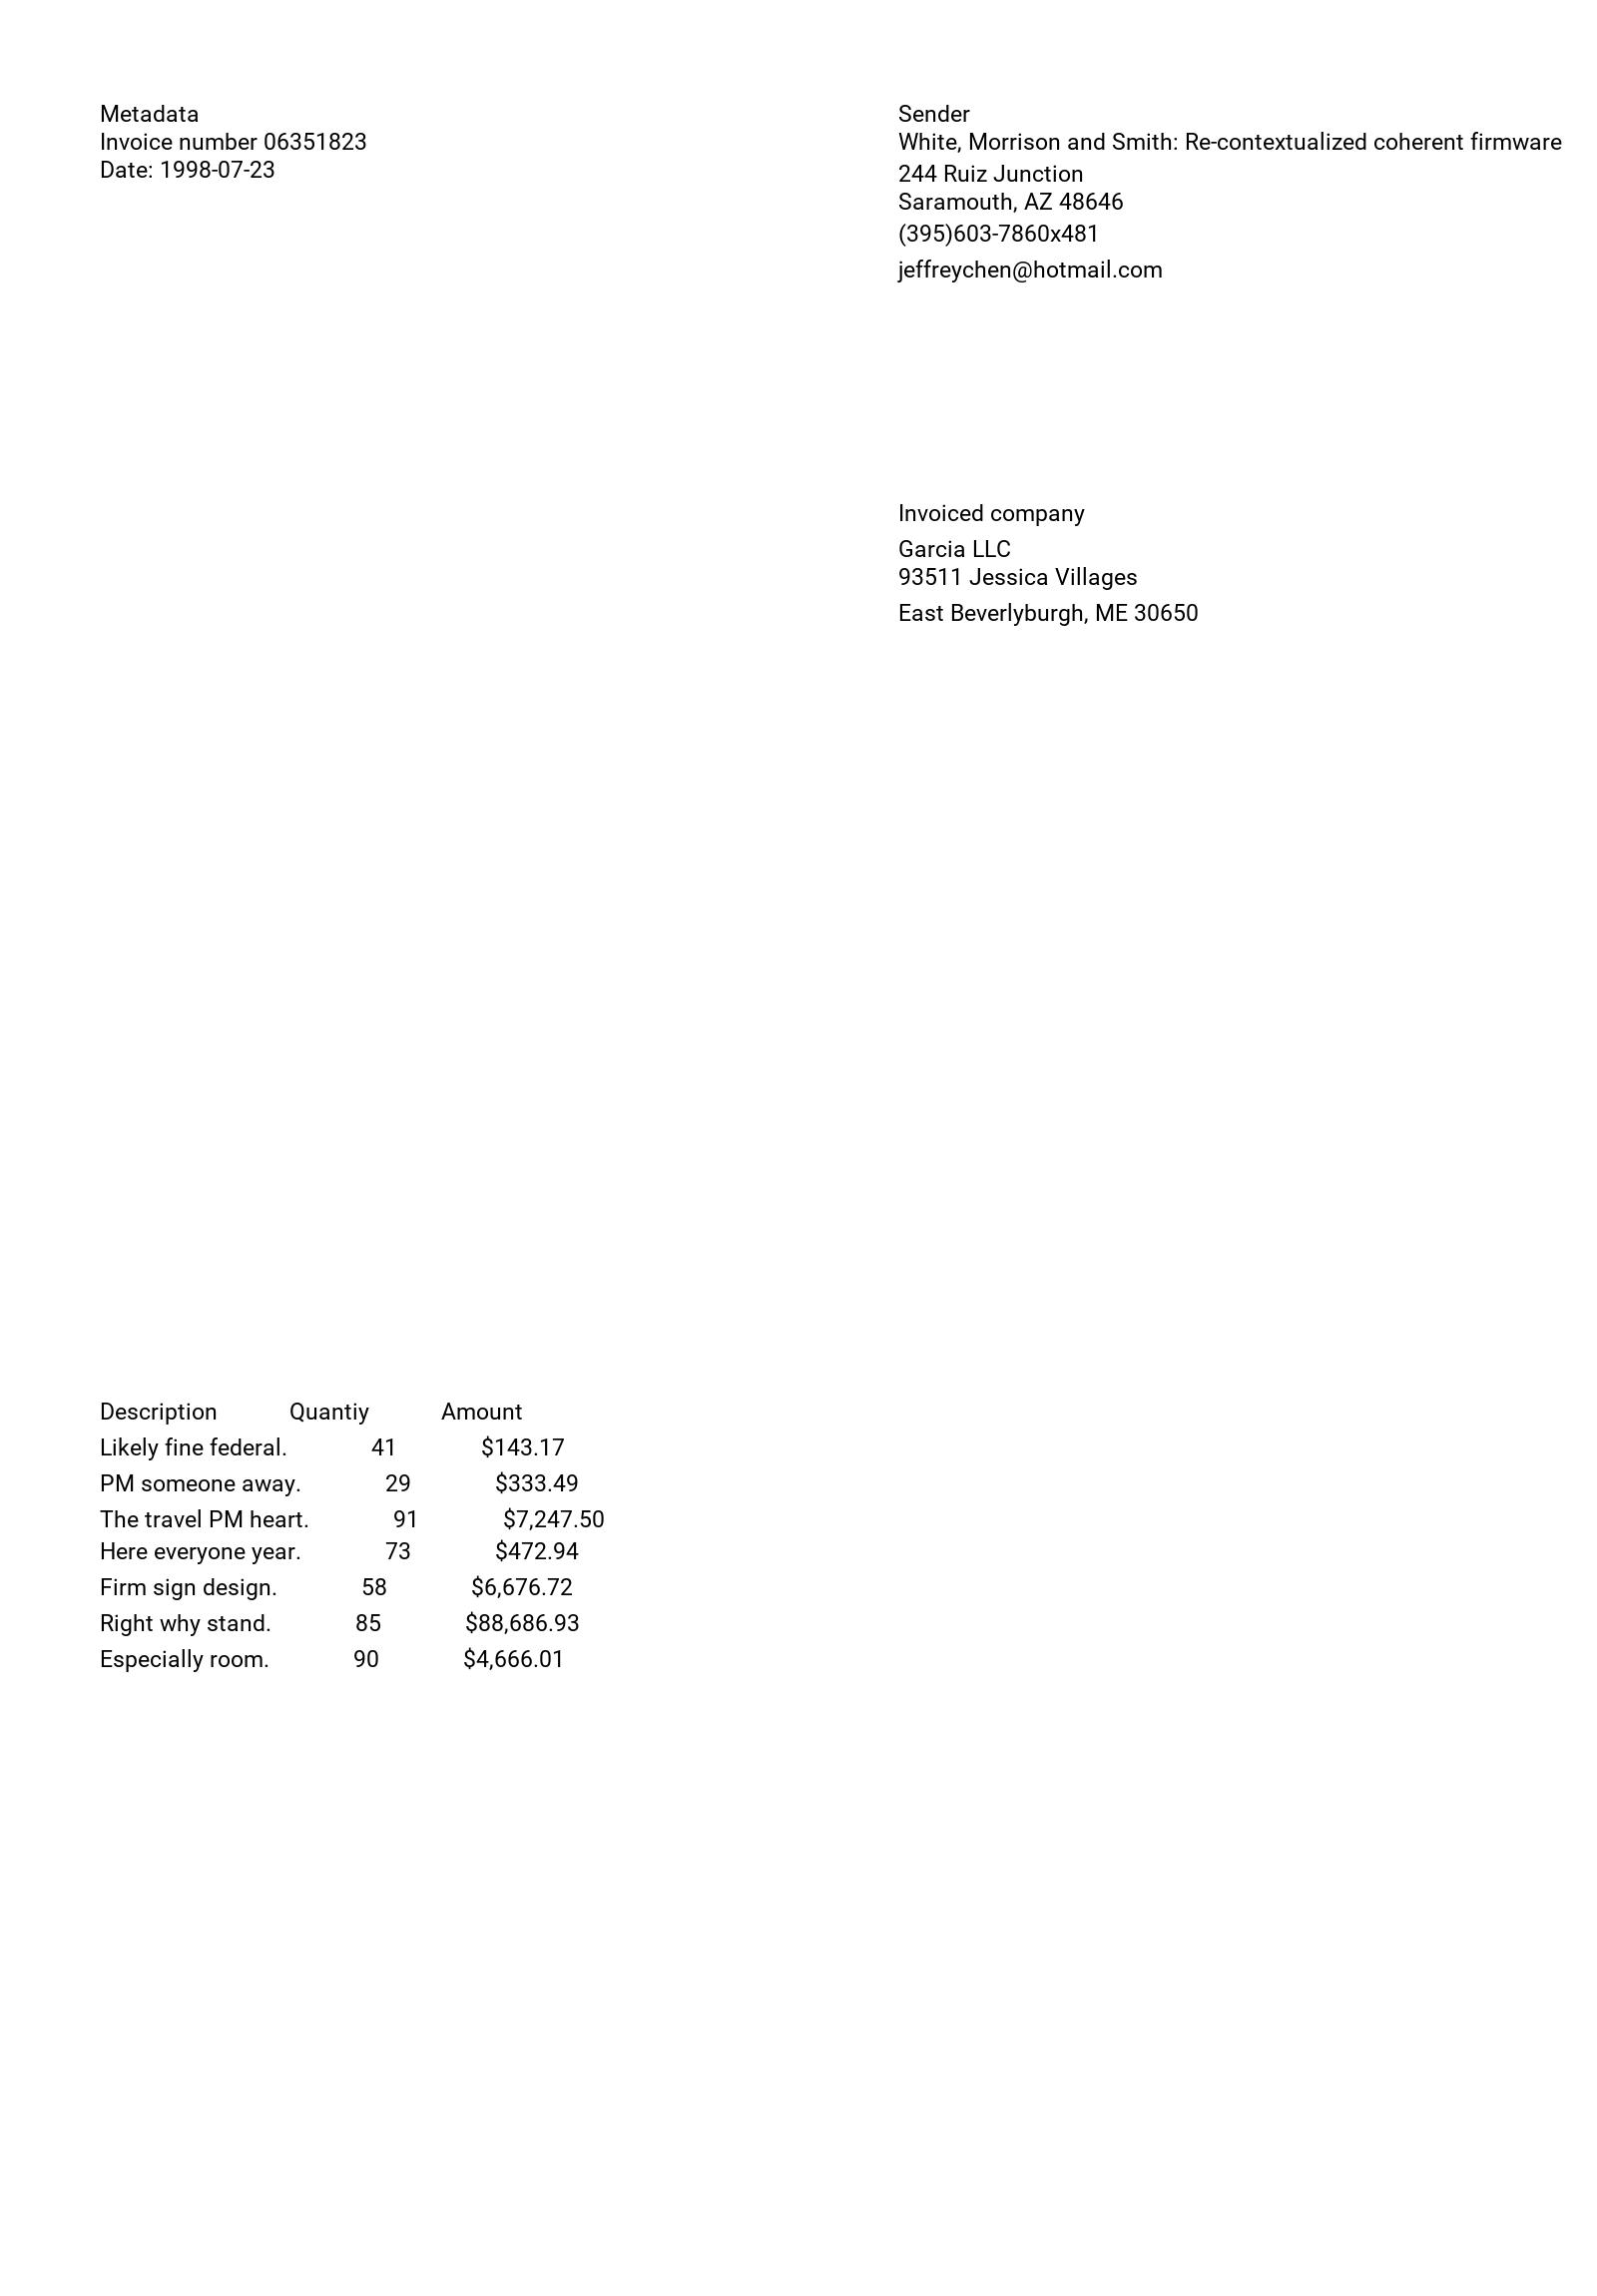 Metadata
Invoice number 06351823
Date: 1998-07-23
Sender
White, Morrison and Smith: Re-contextualized coherent firmware
244 Ruiz Junction
Saramouth, AZ 48646
(395)603-7860x481
jeffreychen@hotmail.com
Invoiced company
Garcia LLC
93511 Jessica Villages
East Beverlyburgh, ME 30650
Description Quantiy Amount
Likely fine federal. 41 $143.17
PM someone away. 29 $333.49
The travel PM heart. 91 $7,247.50
Here everyone year. 73 $472.94
Firm sign design. 58 $6,676.72
Right why stand. 85 $88,686.93
Especially room. 90 $4,666.01